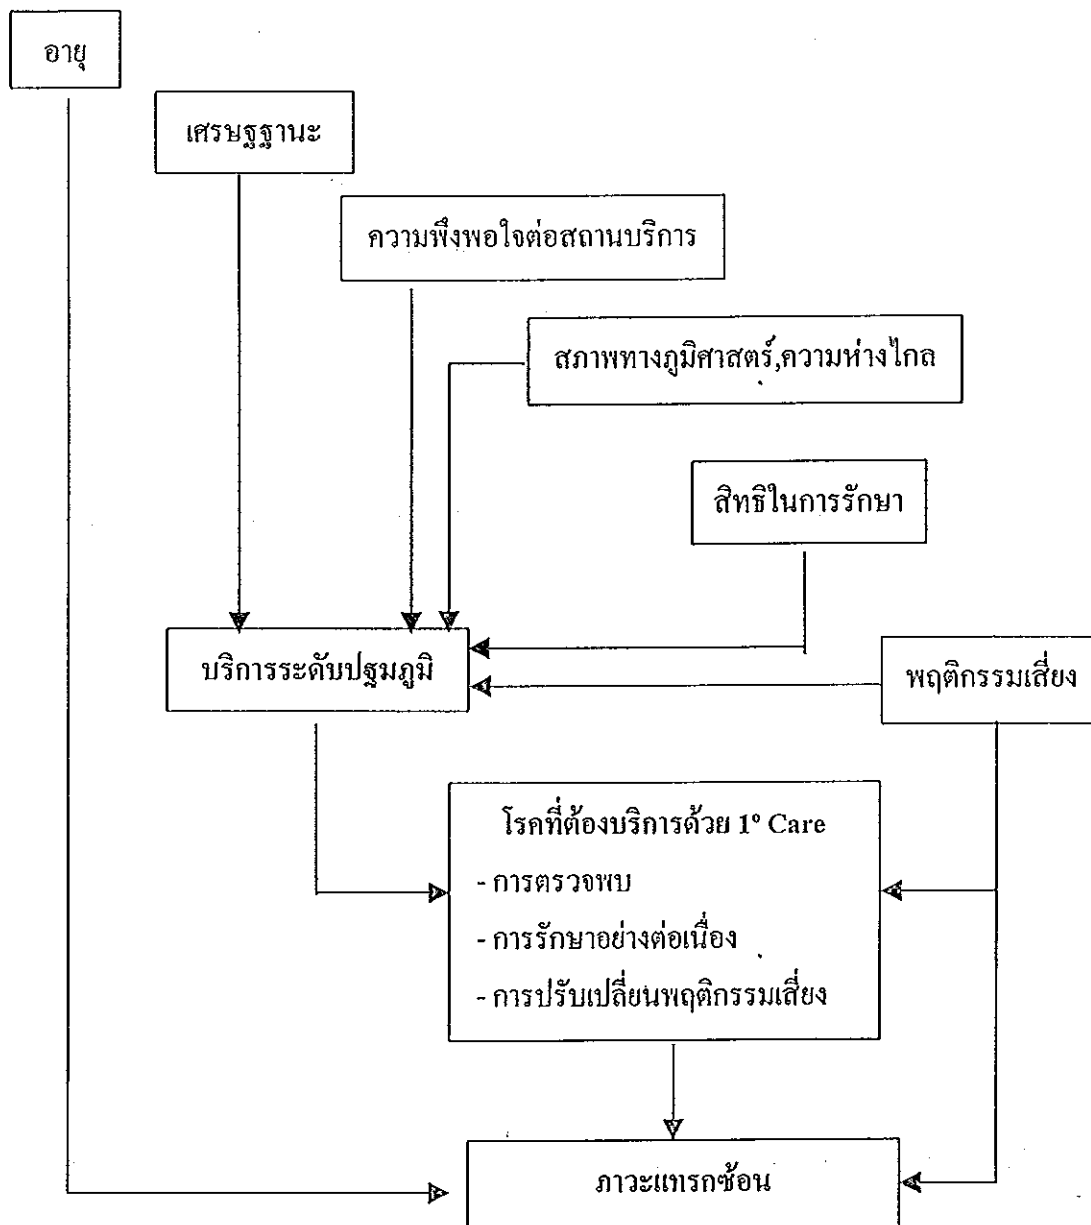 อายุ
เศรษฐฐานะ
ความพึงพอใจต่อสถานบริการ
สภาพทางภูมิศาสตร์,ความห่างไกล
สิทธิในการรักษา
บริการระดับปฐมภูมิ
พฤติกรรมเสี่ยง
โรคที่ต้องบริการด้วย 1º Care
- การตรวจพบ
- การรักษาอย่างต่อเนื่อง
- การปรับเปลี่ยนพฤติกรรมเสี่ยง
ภาวะแทรกซ้อน